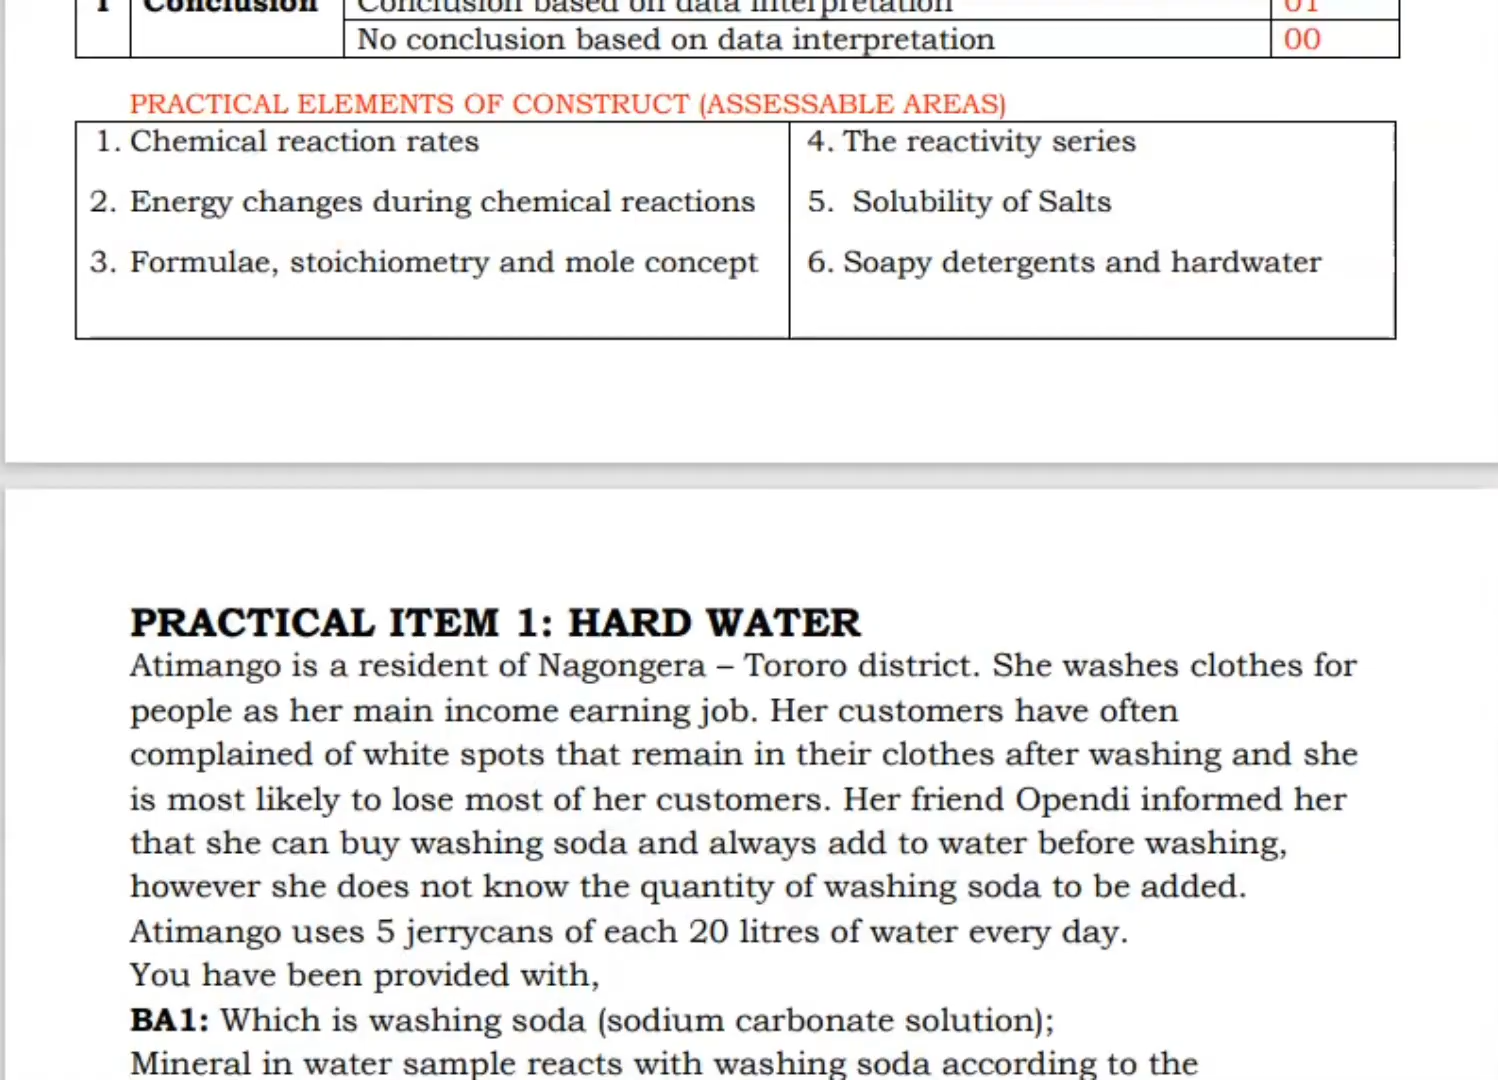 1 Conclusion Conclusion based on data interpretation 01
No conclusion based on data interpretation 00
PRACTICAL ELEMENTS OF CONSTRUCT (ASSESSABLE AREAS)
1. Chemical reaction rates
2. Energy changes during chemical reactions
3. Formulae, stoichiometry and mole concept
4. The reactivity series
5. Solubility of Salts
6. Soapy detergents and hardwater
PRACTICAL ITEM 1: HARD WATER
Atimango is a resident of Nagongera – Tororo district. She washes clothes for
people as her main income earning job. Her customers have often
complained of white spots that remain in their clothes after washing and she
is most likely to lose most of her customers. Her friend Opendi informed her
that she can buy washing soda and always add to water before washing,
however she does not know the quantity of washing soda to be added.
Atimango uses 5 jerrycans of each 20 litres of water every day.
You have been provided with,
BA1: Which is washing soda (sodium carbonate solution);
Mineral in water sample reacts with washing soda according to the